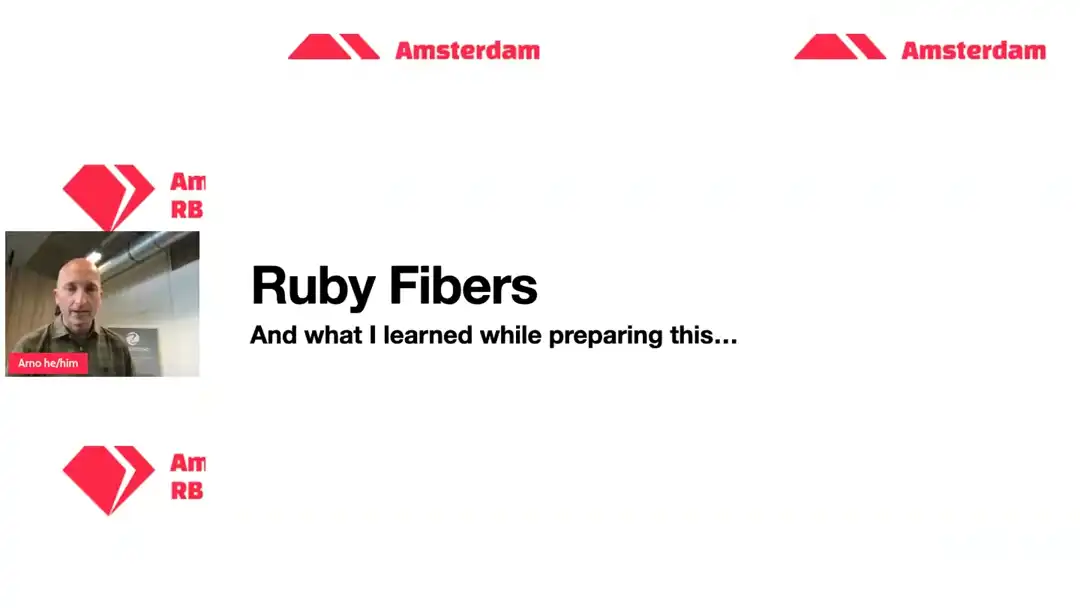 Amsterdam
Amsterdam
Am
RB
Arno he/him
Ruby Fibers
And what I learned while preparing this...
Am
RB